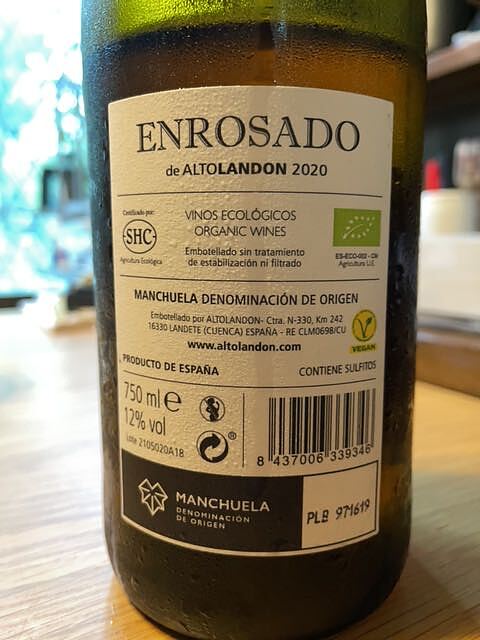 ENROSADO
de ALTOLANDON 2020
Certificado por:
SHC
Agricultura Ecológica
VINOS ECOLÓGICOS
ORGANIC WINES
Embotellado sin tratamiento
de estabilización ni filtrado
ES-ECO-002 - CM
Agricultura U.E.
MANCHUELA DENOMINACIÓN DE ORIGEN
Embotellado por ALTOLANDON- Ctra. N-330, Km 242
16330 LANDETE (CUENCA) ESPAÑA - RE CLM0698/CU
www.altolandon.com
VEGAN
PRODUCTO DE ESPAÑA
CONTIENE SULFITOS
750 ml e
12% vol
Lote 2105020A18
8 437006 339346
MANCHUELA
DENOMINACIÓN
DE ORIGEN
PLB 971619